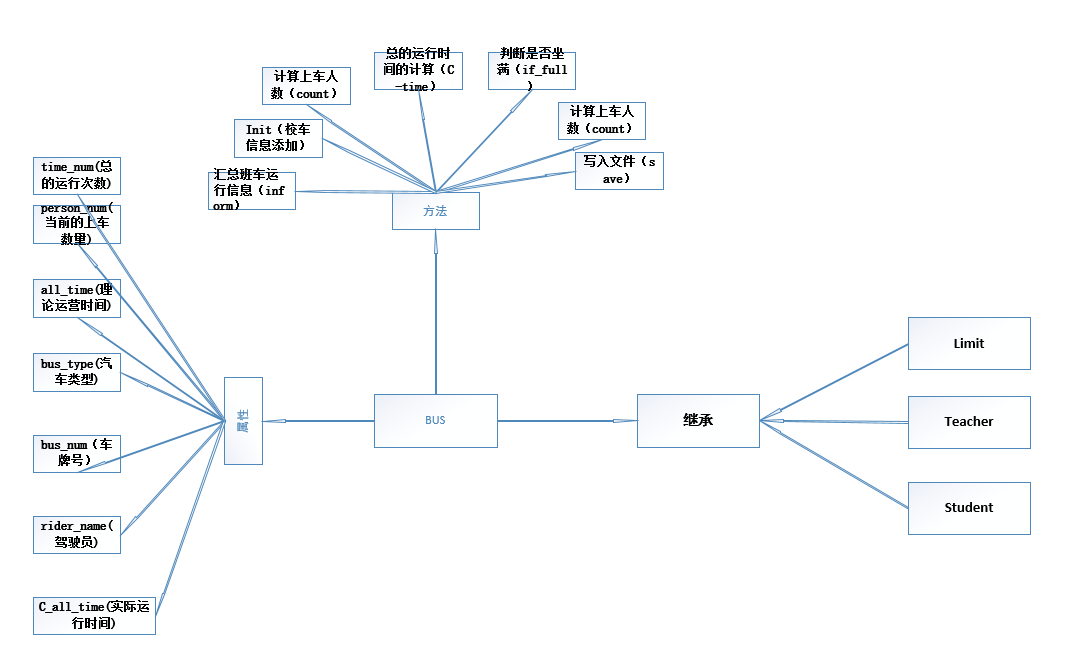 总的运行时
间的计算（C
-time）
判断是否坐
满（if_full
）
计算上车人
数（count）
计算上车人
数（count）
Init（校车
信息添加）
写入文件（s
ave）
汇总班车运
行信息（inf
orm）
方法
time_num(总
的运行次数)
person_num(
当前的上车
数量)
all_time(理
论运营时间)
bus_type(汽
车类型)
bus_num（车
牌号）
rider_name(
驾驶员)
C_all_time(实际运
行时间)
属性
BUS
继承
Limit
Teacher
Student